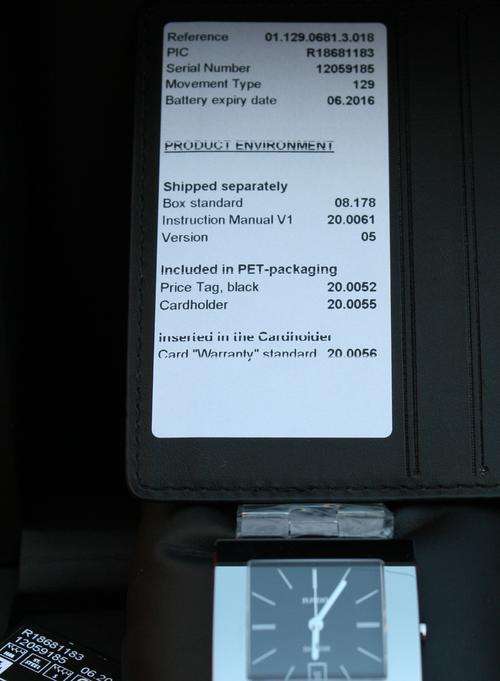 Reference 01.129.0681.3.018
PIC R18681183
Serial Number 12059185
Movement Type 129
Battery expiry date 06.2016
PRODUCT ENVIRONMENT
Shipped separately
Box standard 08.178
Instruction Manual V1 20.0061
Version 05
Included in PET-packaging
Price Tag, black 20.0052
Cardholder 20.0055
Inserted in the Cardholder
Card "Warranty" standard 20.0056
RADO
R18681183
12059185 06.20